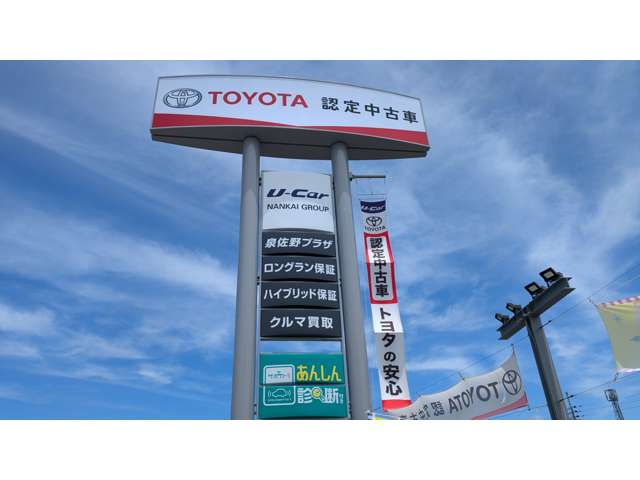 TOYOTA 認定中古車
U-Car
NANKAI GROUP
泉佐野プラザ
ロングラン保証
ハイブリッド保証
クルマ買取
あんしん
診断
U-Car
TOYOTA
認定中古車
トヨタの安心
TOYOTA